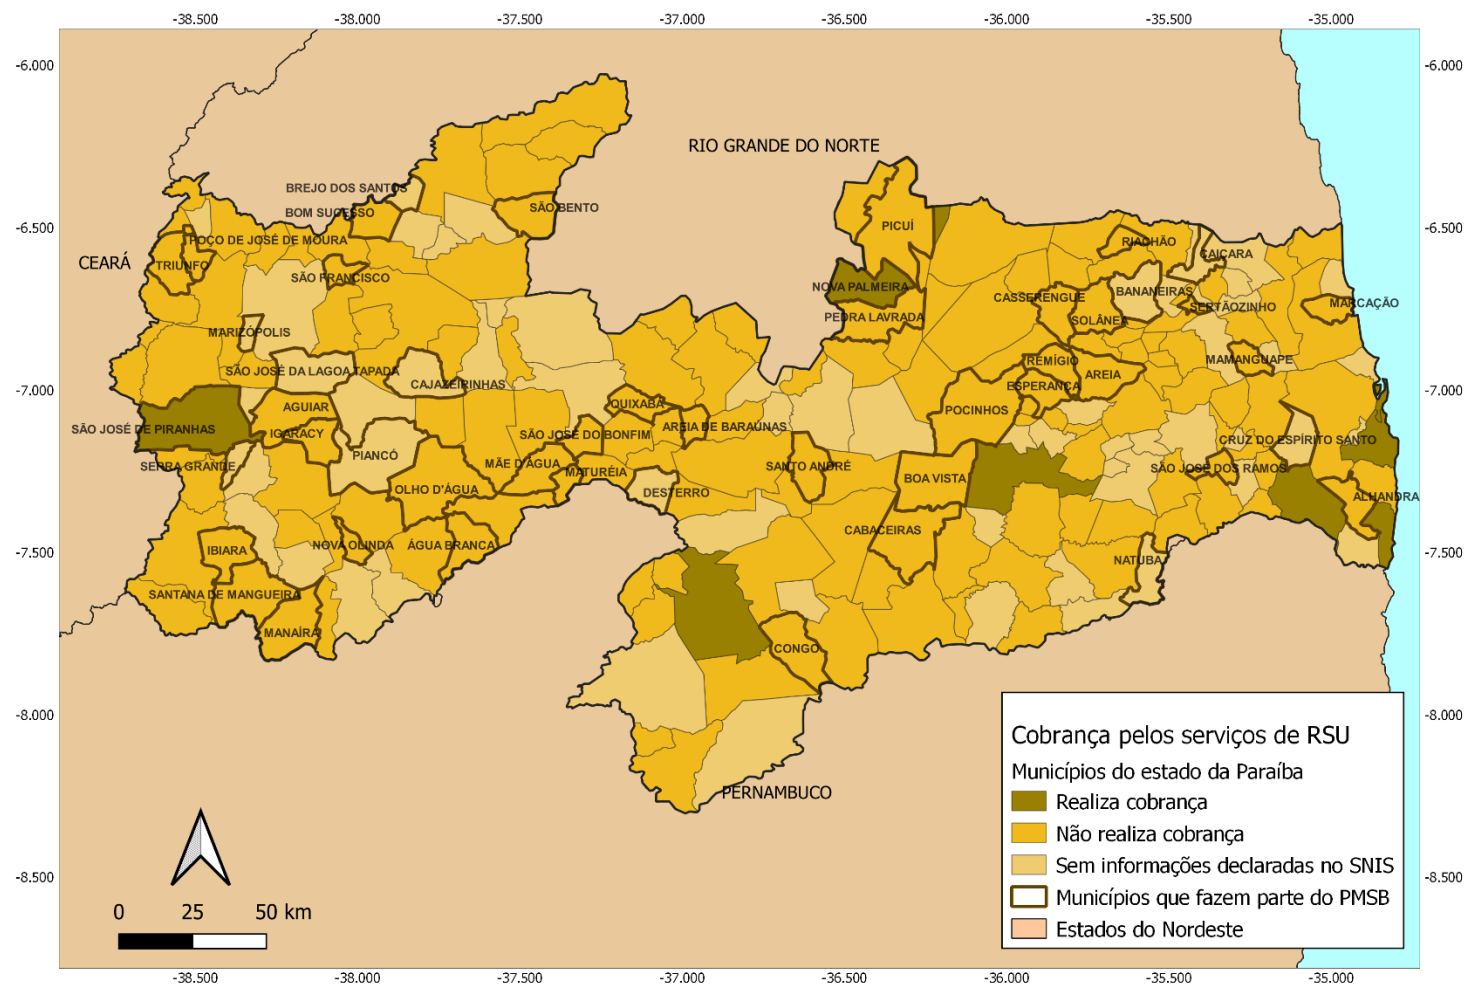 -38.500 -38.000 -37.500 -37.000 -36.500 -36.000 -35.500 -35.000
-6.000 -6.000
RIO GRANDE DO NORTE
BREJO DOS SANTOS
BOM SUCESSO
SÃO BENTO
-6.500 -6.500
PICUÍ
POÇO DE JOSÉ DE MOURA
RIACHÃO
CAIÇARA
CEARÁ
TRIUNFO
SÃO FRANCISCO
NOVA PALMEIRA
BANANEIRAS
CASSERENGUE
SERTÃOZINHO
MARCAÇÃO
PEDRA LAVRADA
SOLÂNEA
MARIZÓPOLIS
REMÍGIO
MAMANGUAPE
SÃO JOSÉ DA LAGOA TAPADA
AREIA
CAJAZEIRINHAS
ESPERANÇA
-7.000 -7.000
AGUIAR
QUIXABA
POCINHOS
SÃO JOSÉ DE PIRANHAS
IGARACY
SÃO JOSÉ DO BONFIM
AREIA DE BARAÚNAS
CRUZ DO ESPÍRITO SANTO
PIANCÓ
SERRA GRANDE
MÃE D'ÁGUA
SANTO ANDRÉ
SÃO JOSÉ DOS RAMOS
MATURÉIA
BOA VISTA
OLHO D'ÁGUA
DESTERRO
ALHANDRA
CABACEIRAS
NOVA OLINDA
ÁGUA BRANCA
IBIARA
-7.500 -7.500
NATUBA
SANTANA DE MANGUEIRA
MANAÍRA
CONGO
-8.000 -8.000
Cobrança pelos serviços de RSU
Municípios do estado da Paraíba
Realiza cobrança
Não realiza cobrança
Sem informações declaradas no SNIS
Municípios que fazem parte do PMSB
Estados do Nordeste
PERNAMBUCO
-8.500 -8.500
0 25 50 km
-38.500 -38.000 -37.500 -37.000 -36.500 -36.000 -35.500 -35.000